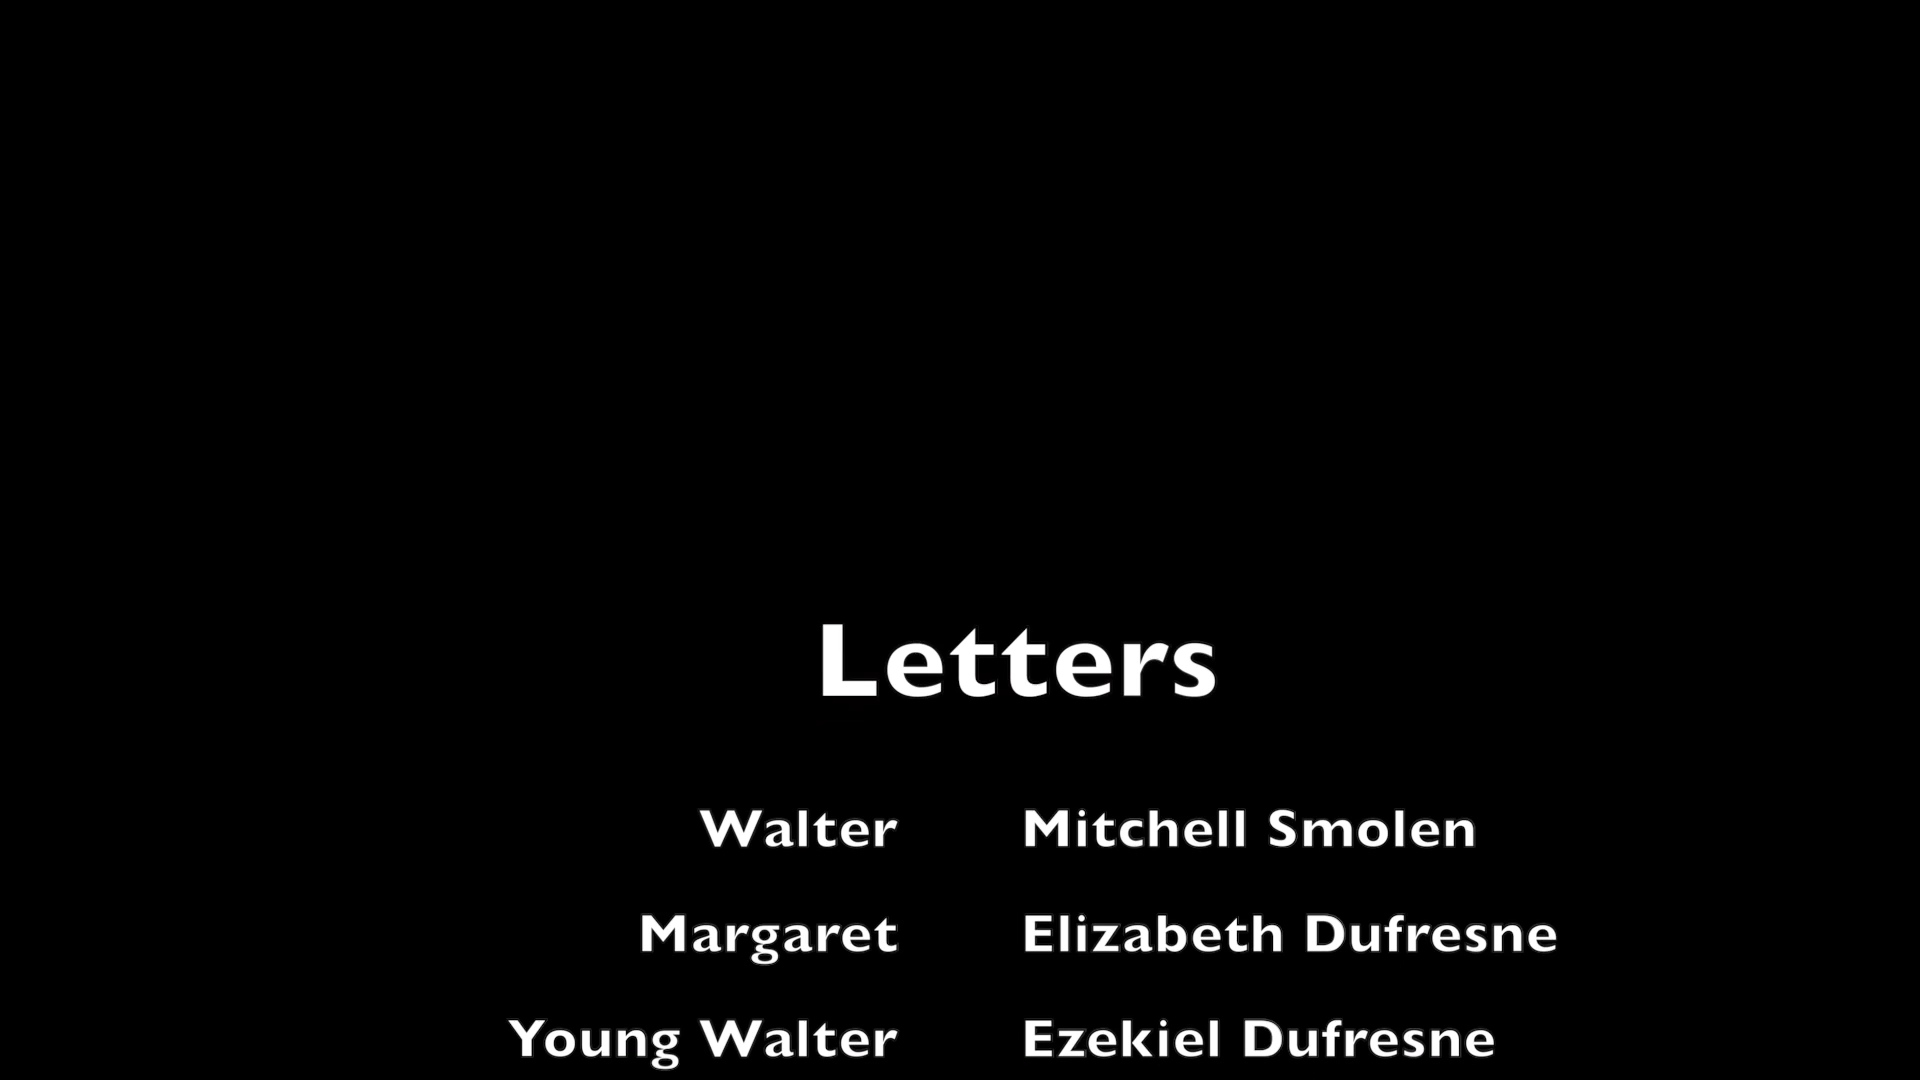 Letters
Walter Mitchell Smolen
Margaret Elizabeth Dufresne
Young Walter Ezekiel Dufresne